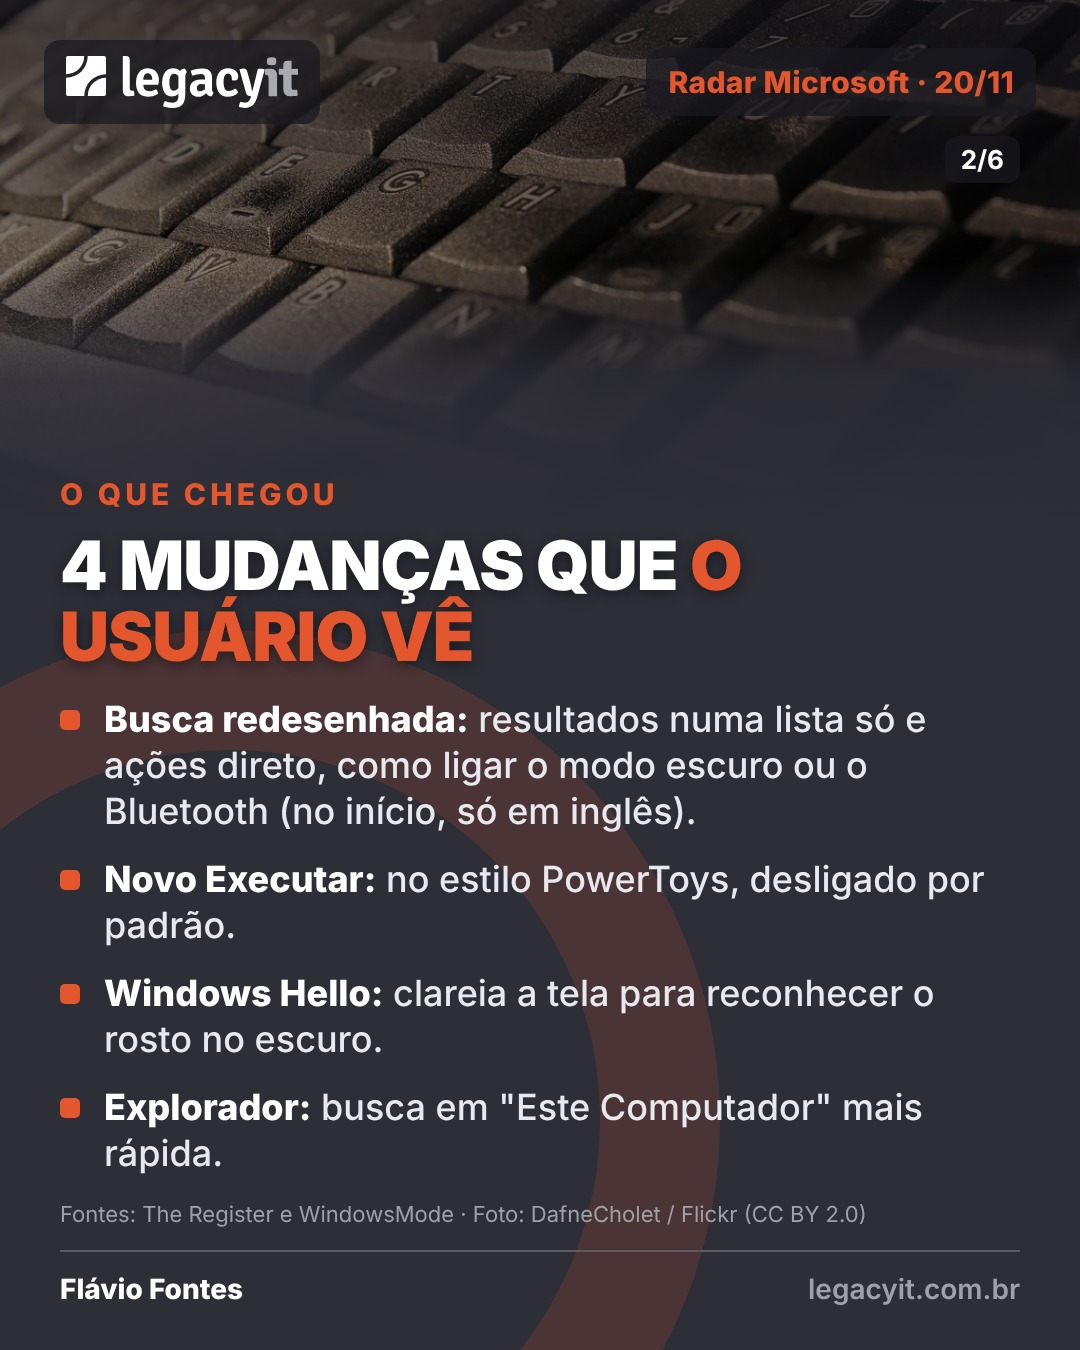 legacyit
Radar Microsoft · 20/11
2/6
O QUE CHEGOU
4 MUDANÇAS QUE O
USUÁRIO VÊ
Busca redesenhada: resultados numa lista só e
ações direto, como ligar o modo escuro ou o
Bluetooth (no início, só em inglês).
Novo Executar: no estilo PowerToys, desligado por
padrão.
Windows Hello: clareia a tela para reconhecer o
rosto no escuro.
Explorador: busca em "Este Computador" mais
rápida.
Fontes: The Register e WindowsMode · Foto: DafneCholet / Flickr (CC BY 2.0)
Flávio Fontes
legacyit.com.br